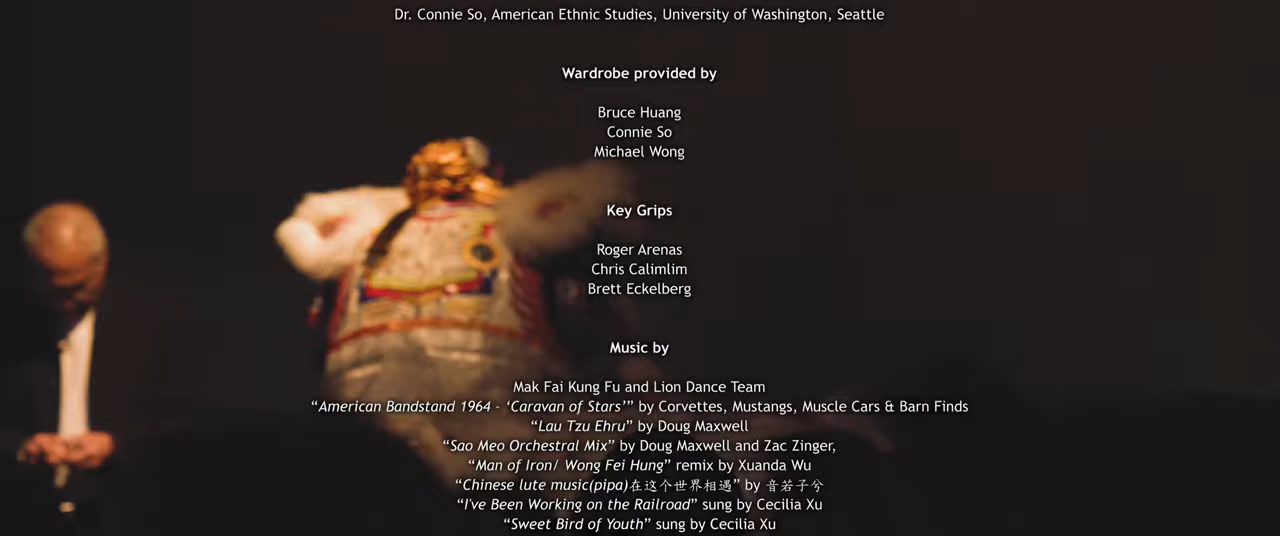 Dr. Connie So, American Ethnic Studies, University of Washington, Seattle
Wardrobe provided by
Bruce Huang
Connie So
Michael Wong
Key Grips
Roger Arenas
Chris Calimlim
Brett Eckelberg
Music by
Mak Fai Kung Fu and Lion Dance Team
“American Bandstand 1964 - ‘Caravan of Stars’” by Corvettes, Mustangs, Muscle Cars & Barn Finds
“Lau Tzu Ehru” by Doug Maxwell
“Sao Meo Orchestral Mix” by Doug Maxwell and Zac Zinger,
“Man of Iron/ Wong Fei Hung” remix by Xuanda Wu
“Chinese lute music(pipa)在这个世界相遇” by 音若子兮
“I've Been Working on the Railroad” sung by Cecilia Xu
“Sweet Bird of Youth” sung by Cecilia Xu